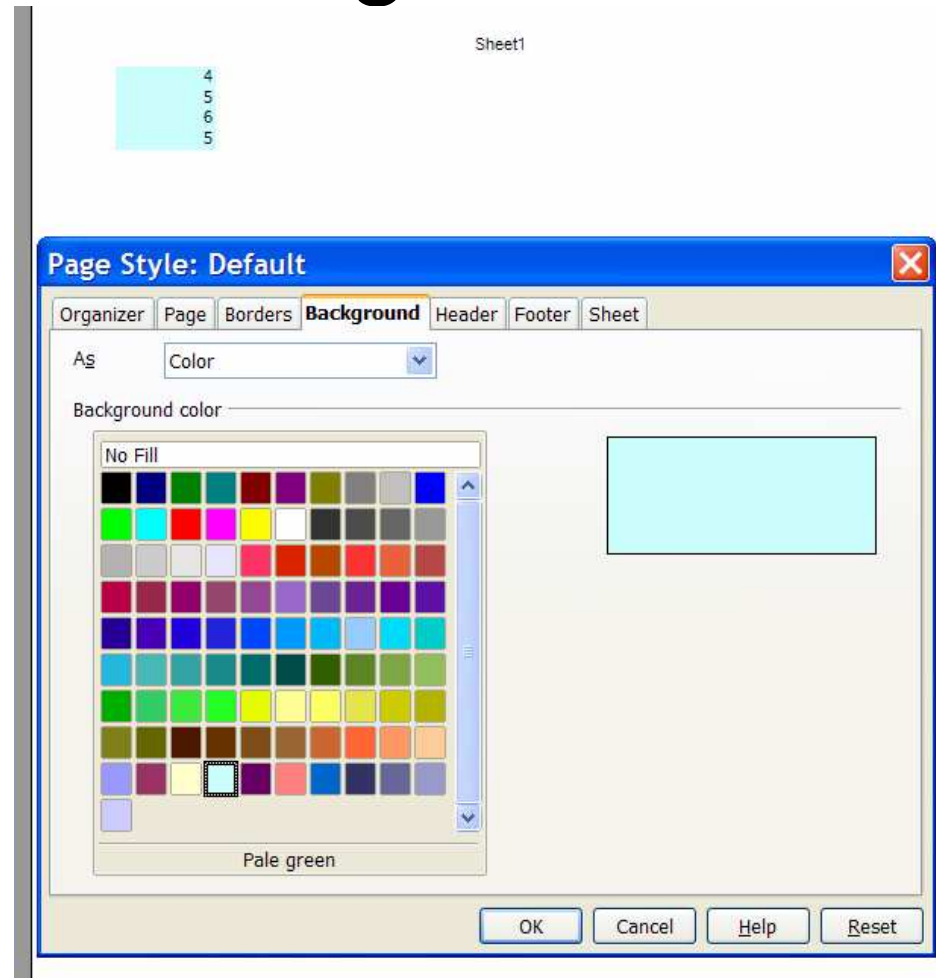 Sheet1
4
5
6
5
Page Style: Default
Organizer Page Borders Background Header Footer Sheet
As Color
Background color
No Fill
Pale green
OK Cancel Help Reset